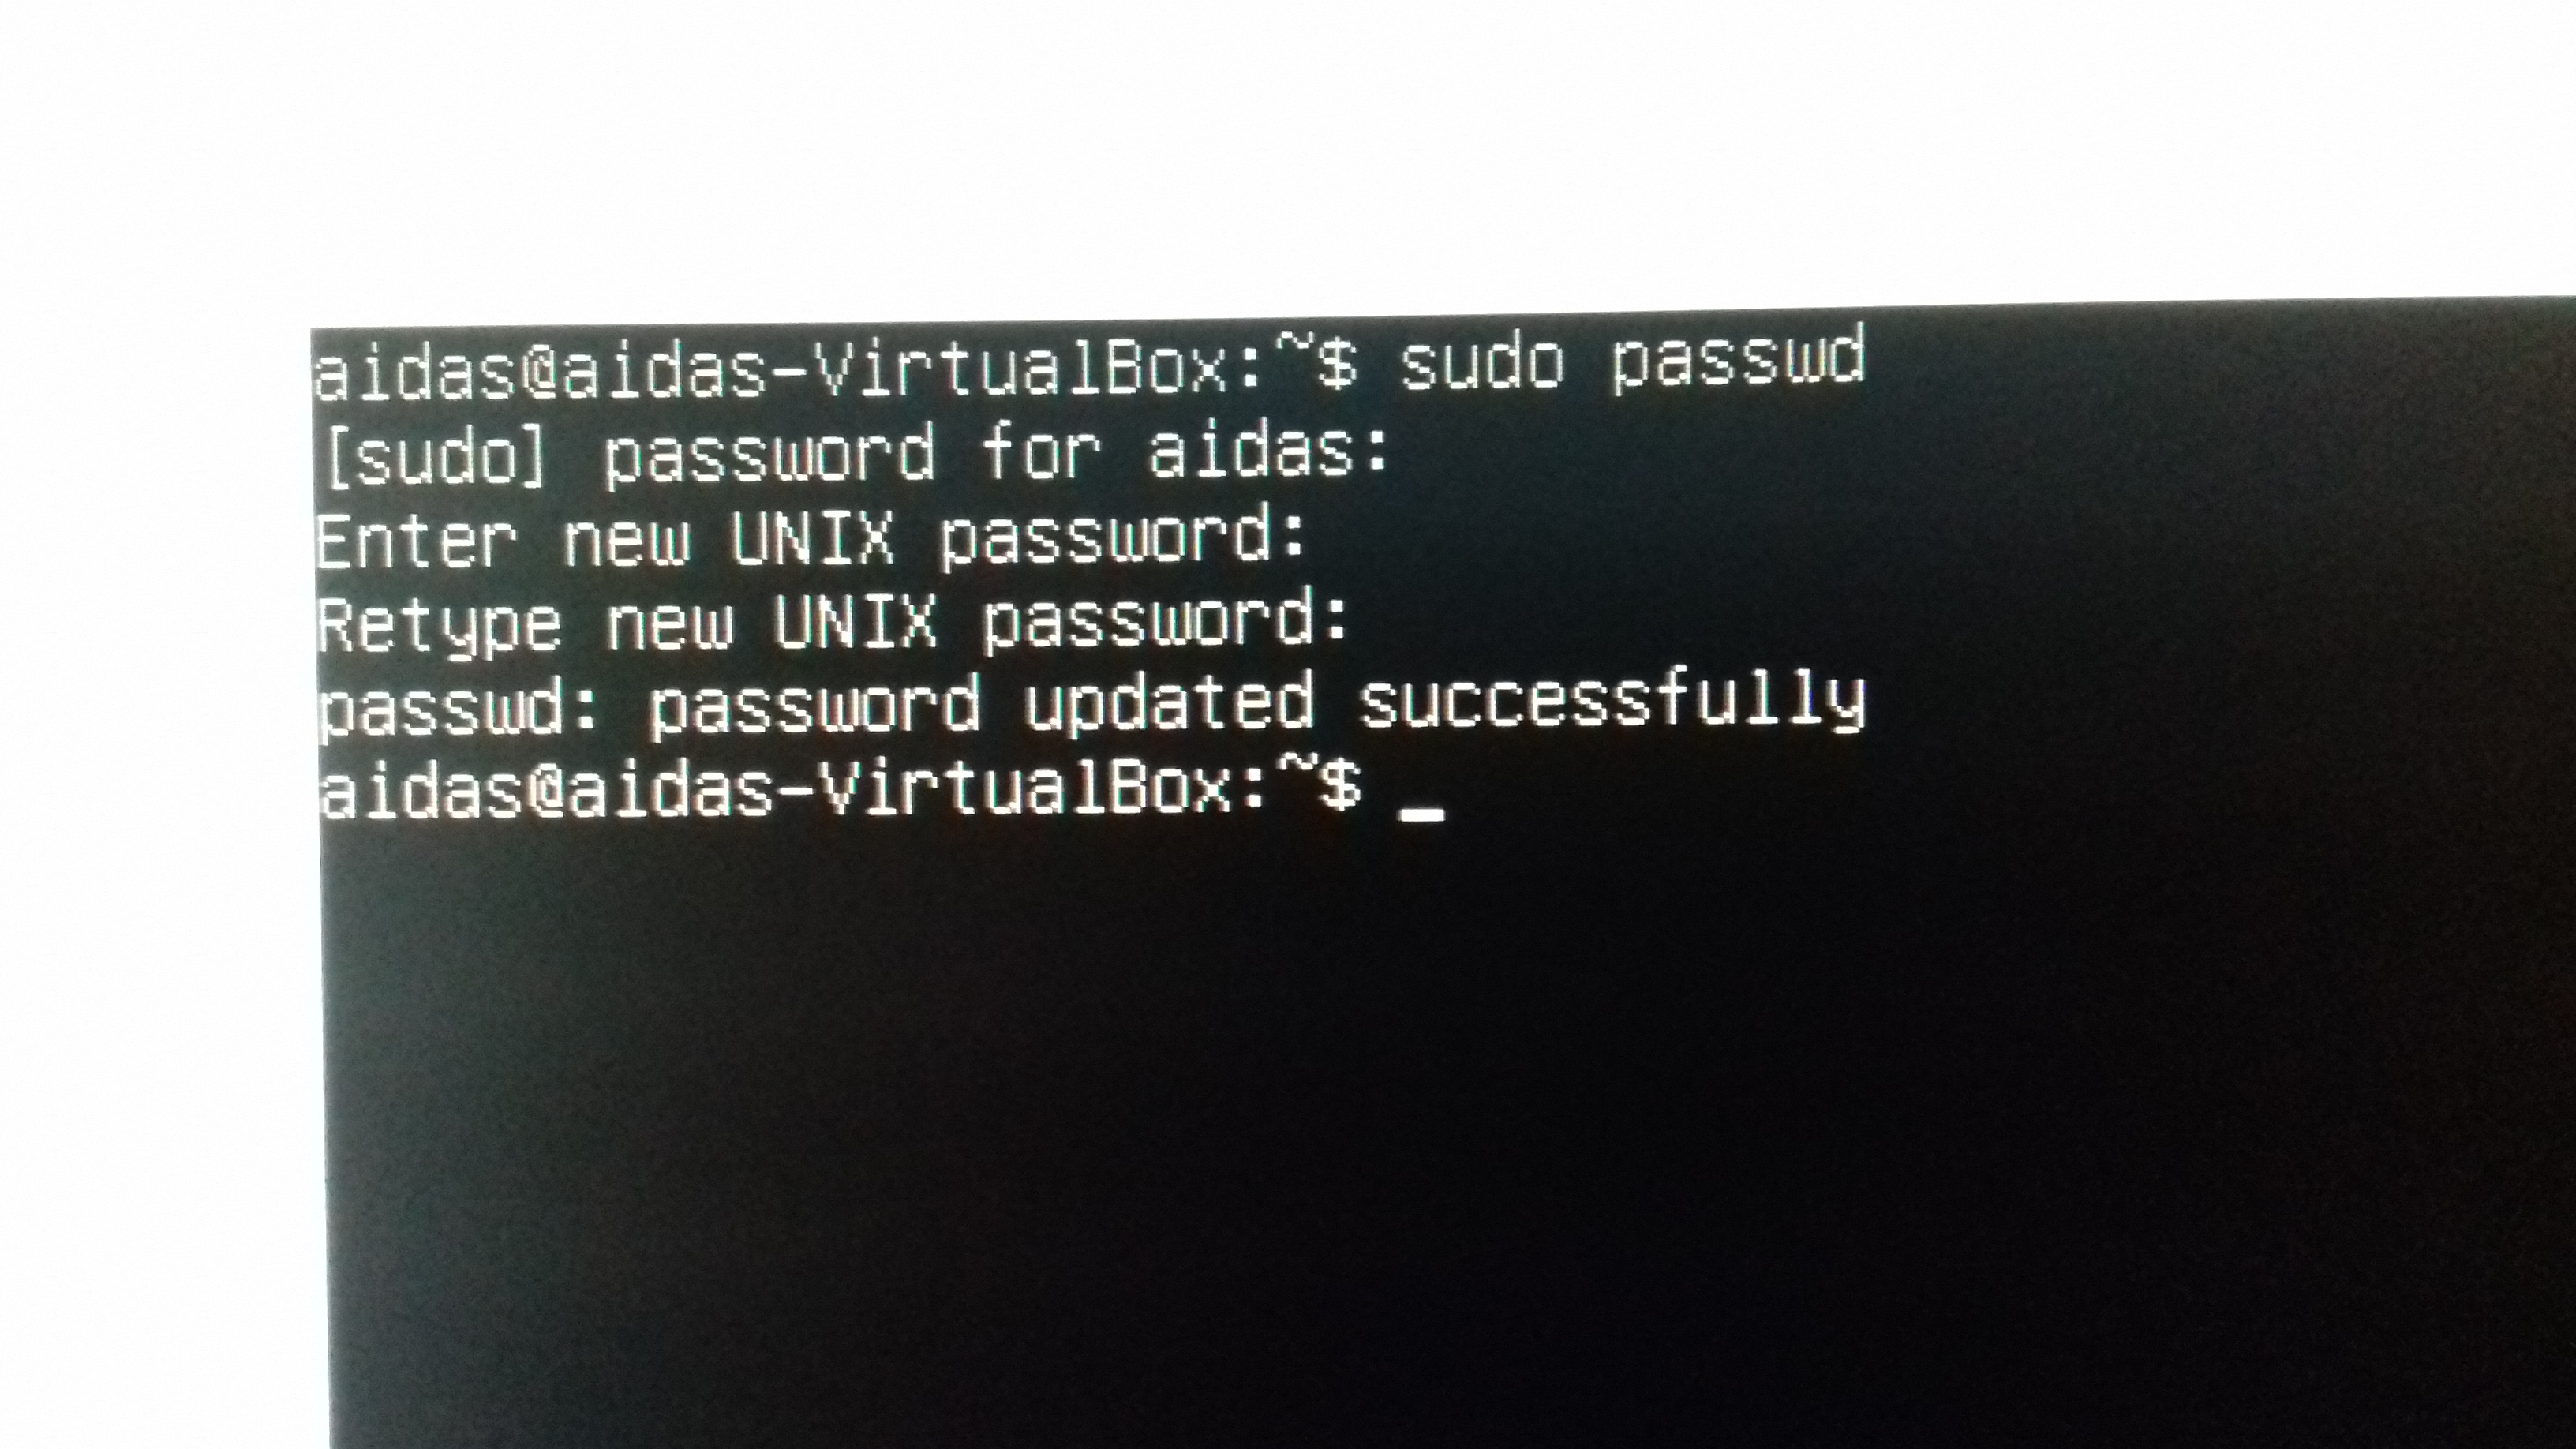 aidas@aidas-VirtualBox:~$ sudo passwd
[sudo] password for aidas:
Enter new UNIX password:
Retype new UNIX password:
passwd: password updated successfully
aidas@aidas-VirtualBox:~$ _